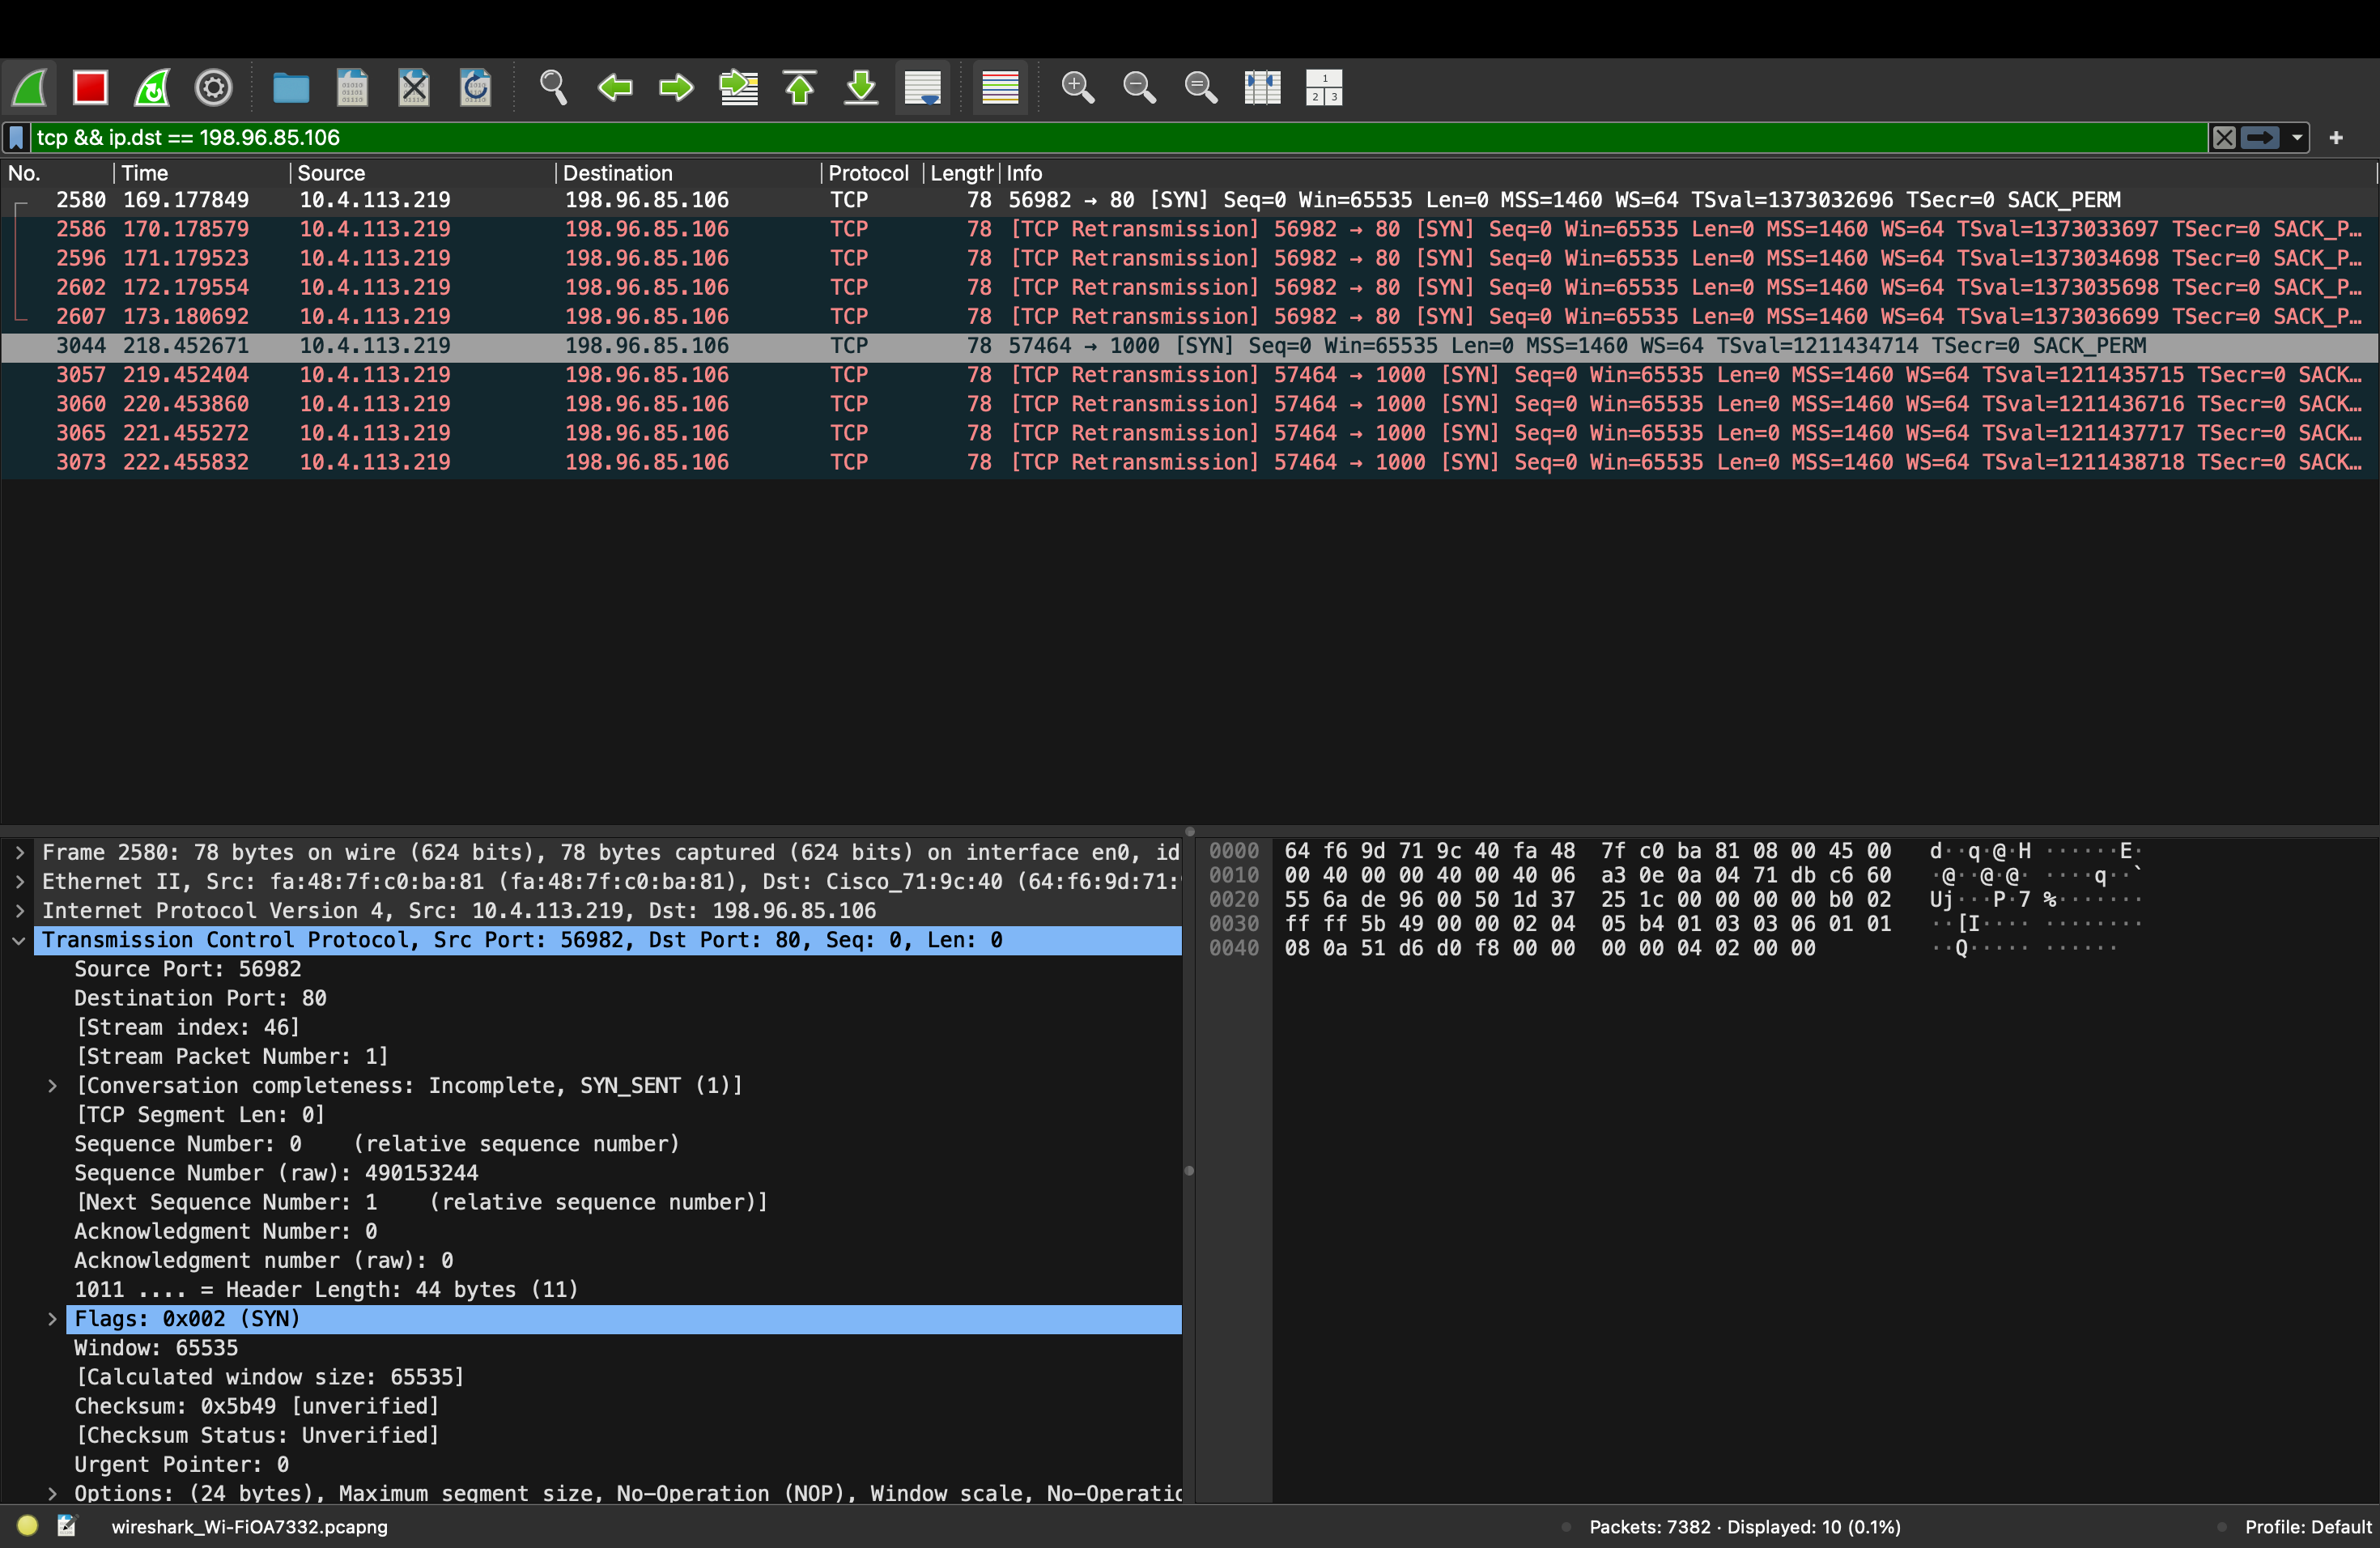 tcp && ip.dst == 198.96.85.106
No. Time Source Destination Protocol Length Info
2580 169.177849 10.4.113.219 198.96.85.106 TCP 78 56982 → 80 [SYN] Seq=0 Win=65535 Len=0 MSS=1460 WS=64 TSval=1373032696 TSecr=0 SACK_PERM
2586 170.178579 10.4.113.219 198.96.85.106 TCP 78 [TCP Retransmission] 56982 → 80 [SYN] Seq=0 Win=65535 Len=0 MSS=1460 WS=64 TSval=1373033697 TSecr=0 SACK_P…
2596 171.179523 10.4.113.219 198.96.85.106 TCP 78 [TCP Retransmission] 56982 → 80 [SYN] Seq=0 Win=65535 Len=0 MSS=1460 WS=64 TSval=1373034698 TSecr=0 SACK_P…
2602 172.179554 10.4.113.219 198.96.85.106 TCP 78 [TCP Retransmission] 56982 → 80 [SYN] Seq=0 Win=65535 Len=0 MSS=1460 WS=64 TSval=1373035698 TSecr=0 SACK_P…
2607 173.180692 10.4.113.219 198.96.85.106 TCP 78 [TCP Retransmission] 56982 → 80 [SYN] Seq=0 Win=65535 Len=0 MSS=1460 WS=64 TSval=1373036699 TSecr=0 SACK_P…
3044 218.452671 10.4.113.219 198.96.85.106 TCP 78 57464 → 1000 [SYN] Seq=0 Win=65535 Len=0 MSS=1460 WS=64 TSval=1211434714 TSecr=0 SACK_PERM
3057 219.452404 10.4.113.219 198.96.85.106 TCP 78 [TCP Retransmission] 57464 → 1000 [SYN] Seq=0 Win=65535 Len=0 MSS=1460 WS=64 TSval=1211435715 TSecr=0 SACK…
3060 220.453860 10.4.113.219 198.96.85.106 TCP 78 [TCP Retransmission] 57464 → 1000 [SYN] Seq=0 Win=65535 Len=0 MSS=1460 WS=64 TSval=1211436716 TSecr=0 SACK…
3065 221.455272 10.4.113.219 198.96.85.106 TCP 78 [TCP Retransmission] 57464 → 1000 [SYN] Seq=0 Win=65535 Len=0 MSS=1460 WS=64 TSval=1211437717 TSecr=0 SACK…
3073 222.455832 10.4.113.219 198.96.85.106 TCP 78 [TCP Retransmission] 57464 → 1000 [SYN] Seq=0 Win=65535 Len=0 MSS=1460 WS=64 TSval=1211438718 TSecr=0 SACK…
Frame 2580: 78 bytes on wire (624 bits), 78 bytes captured (624 bits) on interface en0, id
Ethernet II, Src: fa:48:7f:c0:ba:81 (fa:48:7f:c0:ba:81), Dst: Cisco_71:9c:40 (64:f6:9d:71:
Internet Protocol Version 4, Src: 10.4.113.219, Dst: 198.96.85.106
Transmission Control Protocol, Src Port: 56982, Dst Port: 80, Seq: 0, Len: 0
Source Port: 56982
Destination Port: 80
[Stream index: 46]
[Stream Packet Number: 1]
[Conversation completeness: Incomplete, SYN_SENT (1)]
[TCP Segment Len: 0]
Sequence Number: 0    (relative sequence number)
Sequence Number (raw): 490153244
[Next Sequence Number: 1    (relative sequence number)]
Acknowledgment Number: 0
Acknowledgment number (raw): 0
1011 .... = Header Length: 44 bytes (11)
Flags: 0x002 (SYN)
Window: 65535
[Calculated window size: 65535]
Checksum: 0x5b49 [unverified]
[Checksum Status: Unverified]
Urgent Pointer: 0
Options: (24 bytes), Maximum segment size, No-Operation (NOP), Window scale, No-Operatio
0000 64 f6 9d 71 9c 40 fa 48 7f c0 ba 81 08 00 45 00 d··q·@·H ······E·
0010 00 40 00 00 40 00 40 06 a3 0e 0a 04 71 db c6 60 ·@··@·@· ····q··`
0020 55 6a de 96 00 50 1d 37 25 1c 00 00 00 00 b0 02 Uj···P·7 %·······
0030 ff ff 5b 49 00 00 02 04 05 b4 01 03 03 06 01 01 ··[I···· ········
0040 08 0a 51 d6 d0 f8 00 00 00 00 04 02 00 00 ··Q····· ······
wireshark_Wi-FiOA7332.pcapng Packets: 7382 · Displayed: 10 (0.1%) Profile: Default